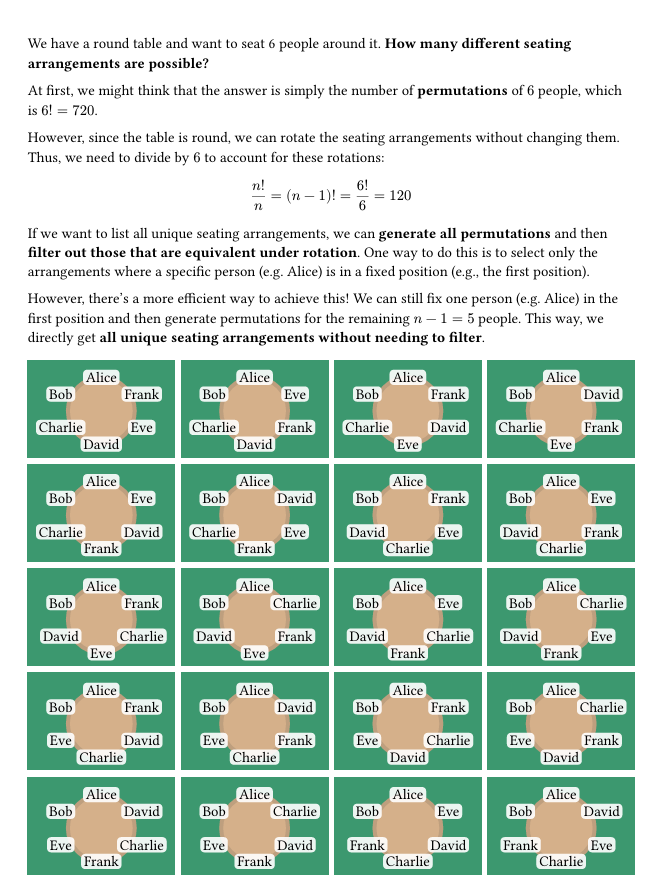 We have a round table and want to seat 6 people around it. How many different seating
arrangements are possible?
At first, we might think that the answer is simply the number of permutations of 6 people, which
is 6! = 720.
However, since the table is round, we can rotate the seating arrangements without changing them.
Thus, we need to divide by 6 to account for these rotations:
n!/n = (n − 1)! = 6!/6 = 120
If we want to list all unique seating arrangements, we can generate all permutations and then
filter out those that are equivalent under rotation. One way to do this is to select only the
arrangements where a specific person (e.g. Alice) is in a fixed position (e.g., the first position).
However, there's a more efficient way to achieve this! We can still fix one person (e.g. Alice) in the
first position and then generate permutations for the remaining n − 1 = 5 people. This way, we
directly get all unique seating arrangements without needing to filter.
Alice Alice Alice Alice
Bob Frank Bob Eve Bob Frank Bob David
Charlie Eve Charlie Frank Charlie David Charlie Frank
David David Eve Eve
Alice Alice Alice Alice
Bob Eve Bob David Bob Frank Bob Eve
Charlie David Charlie Eve David Eve David Frank
Frank Frank Charlie Charlie
Alice Alice Alice Alice
Bob Frank Bob Charlie Bob Eve Bob Charlie
David Charlie David Frank David Charlie David Eve
Eve Eve Frank Frank
Alice Alice Alice Alice
Bob Frank Bob David Bob Frank Bob Charlie
Eve David Eve Frank Eve Charlie Eve Frank
Charlie Charlie David David
Alice Alice Alice Alice
Bob David Bob Charlie Bob Eve Bob David
Eve Charlie Eve David Frank David Frank Eve
Frank Frank Charlie Charlie